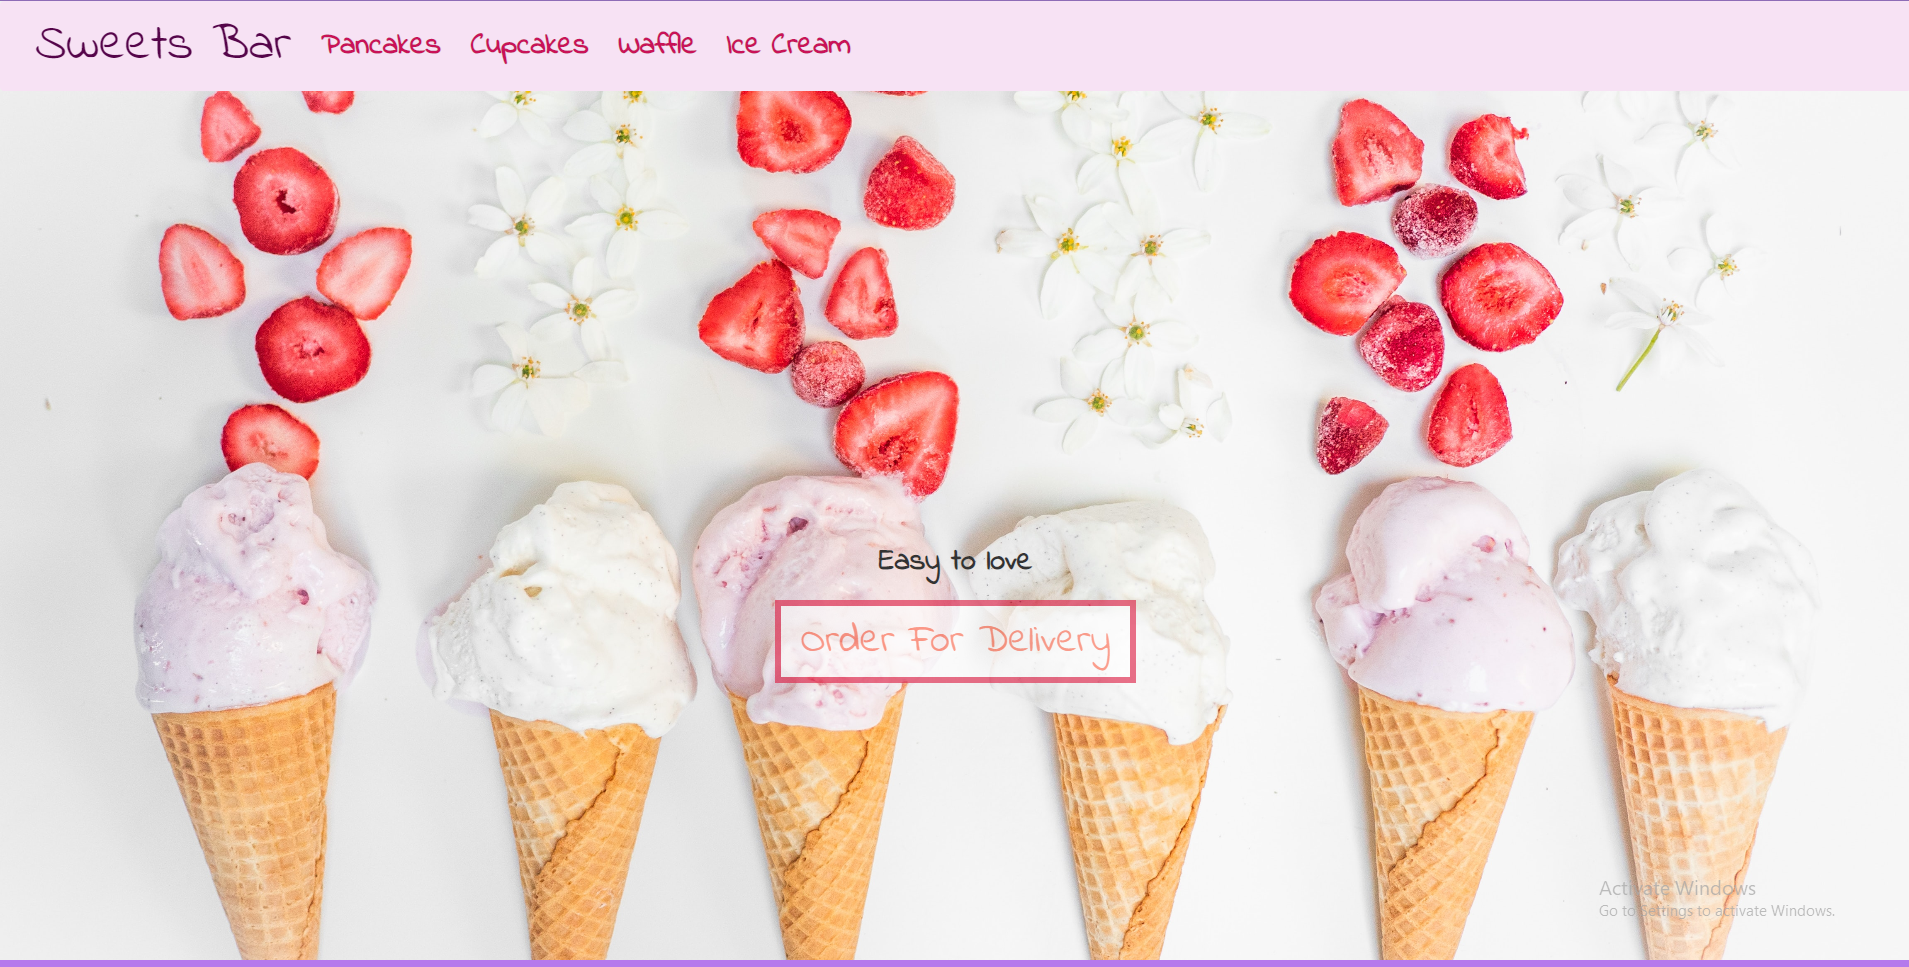 Sweets Bar Pancakes Cupcakes Waffle Ice Cream
Easy to love
Order For Delivery
Activate Windows
Go to Settings to activate Windows.